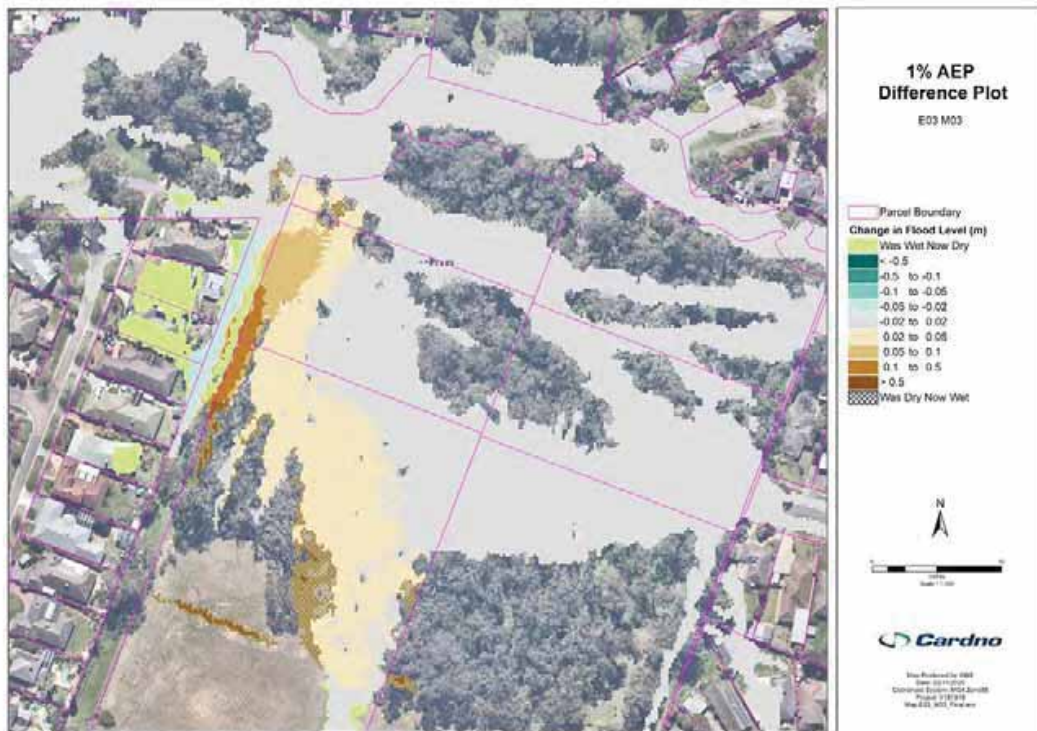 1% AEP
Difference Plot
E03 M03
Parcel Boundary
Change in Flood Level (m)
Was Wet Now Dry
< -0.5
-0.5 to -0.1
-0.1 to -0.05
-0.05 to -0.02
-0.02 to 0.02
0.02 to 0.05
0.05 to 0.1
0.1 to 0.5
> 0.5
Was Dry Now Wet
N
Cardno